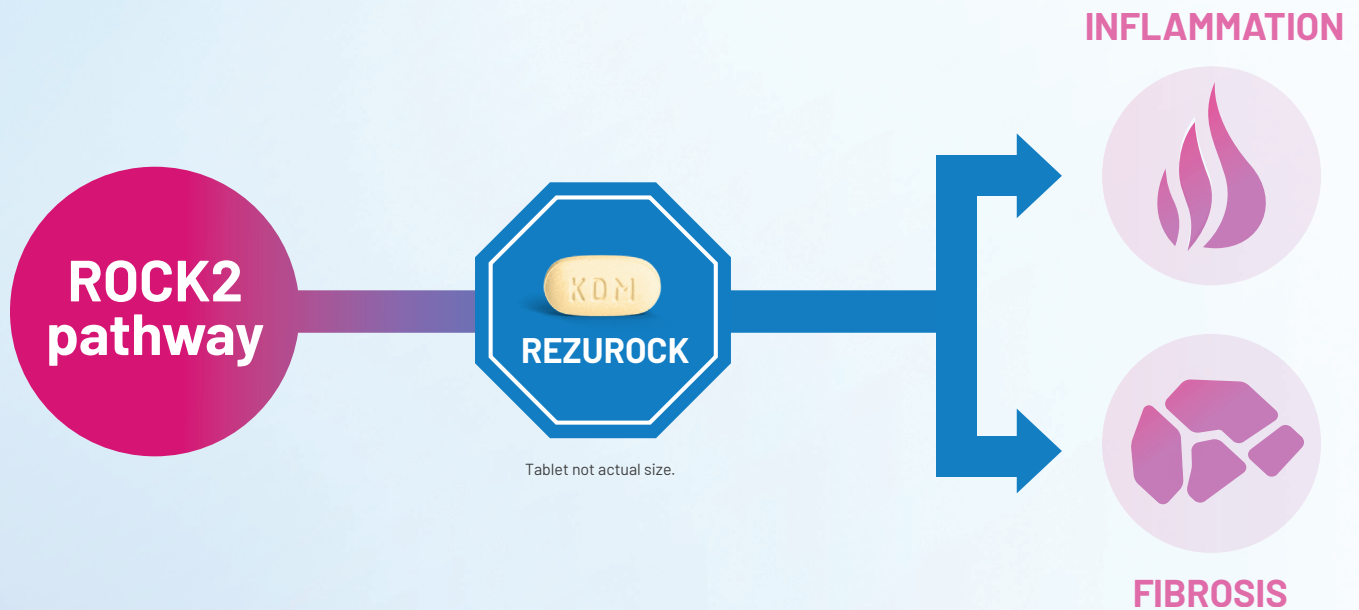 INFLAMMATION
ROCK2
pathway
KDM
REZUROCK
Tablet not actual size.
FIBROSIS